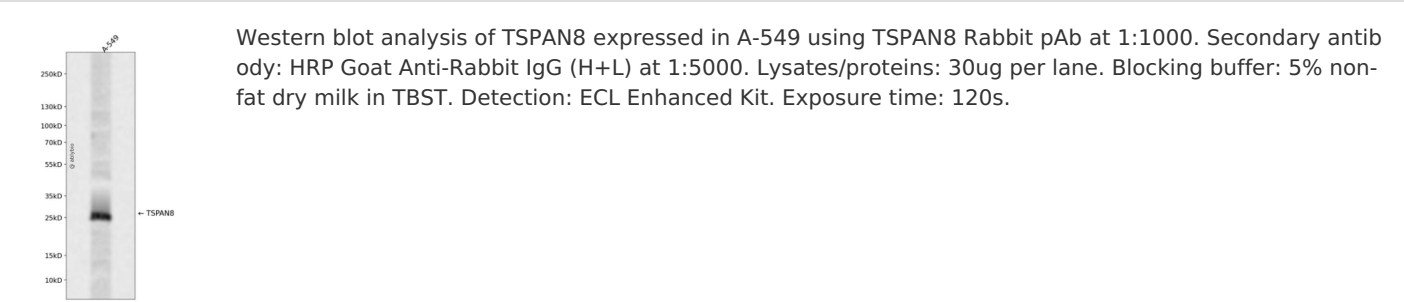 A-549
250kD
130kD
100kD
70kD
55kD
35kD
25kD
15kD
10kD
← TSPAN8
Western blot analysis of TSPAN8 expressed in A-549 using TSPAN8 Rabbit pAb at 1:1000. Secondary antib
ody: HRP Goat Anti-Rabbit IgG (H+L) at 1:5000. Lysates/proteins: 30ug per lane. Blocking buffer: 5% non-
fat dry milk in TBST. Detection: ECL Enhanced Kit. Exposure time: 120s.